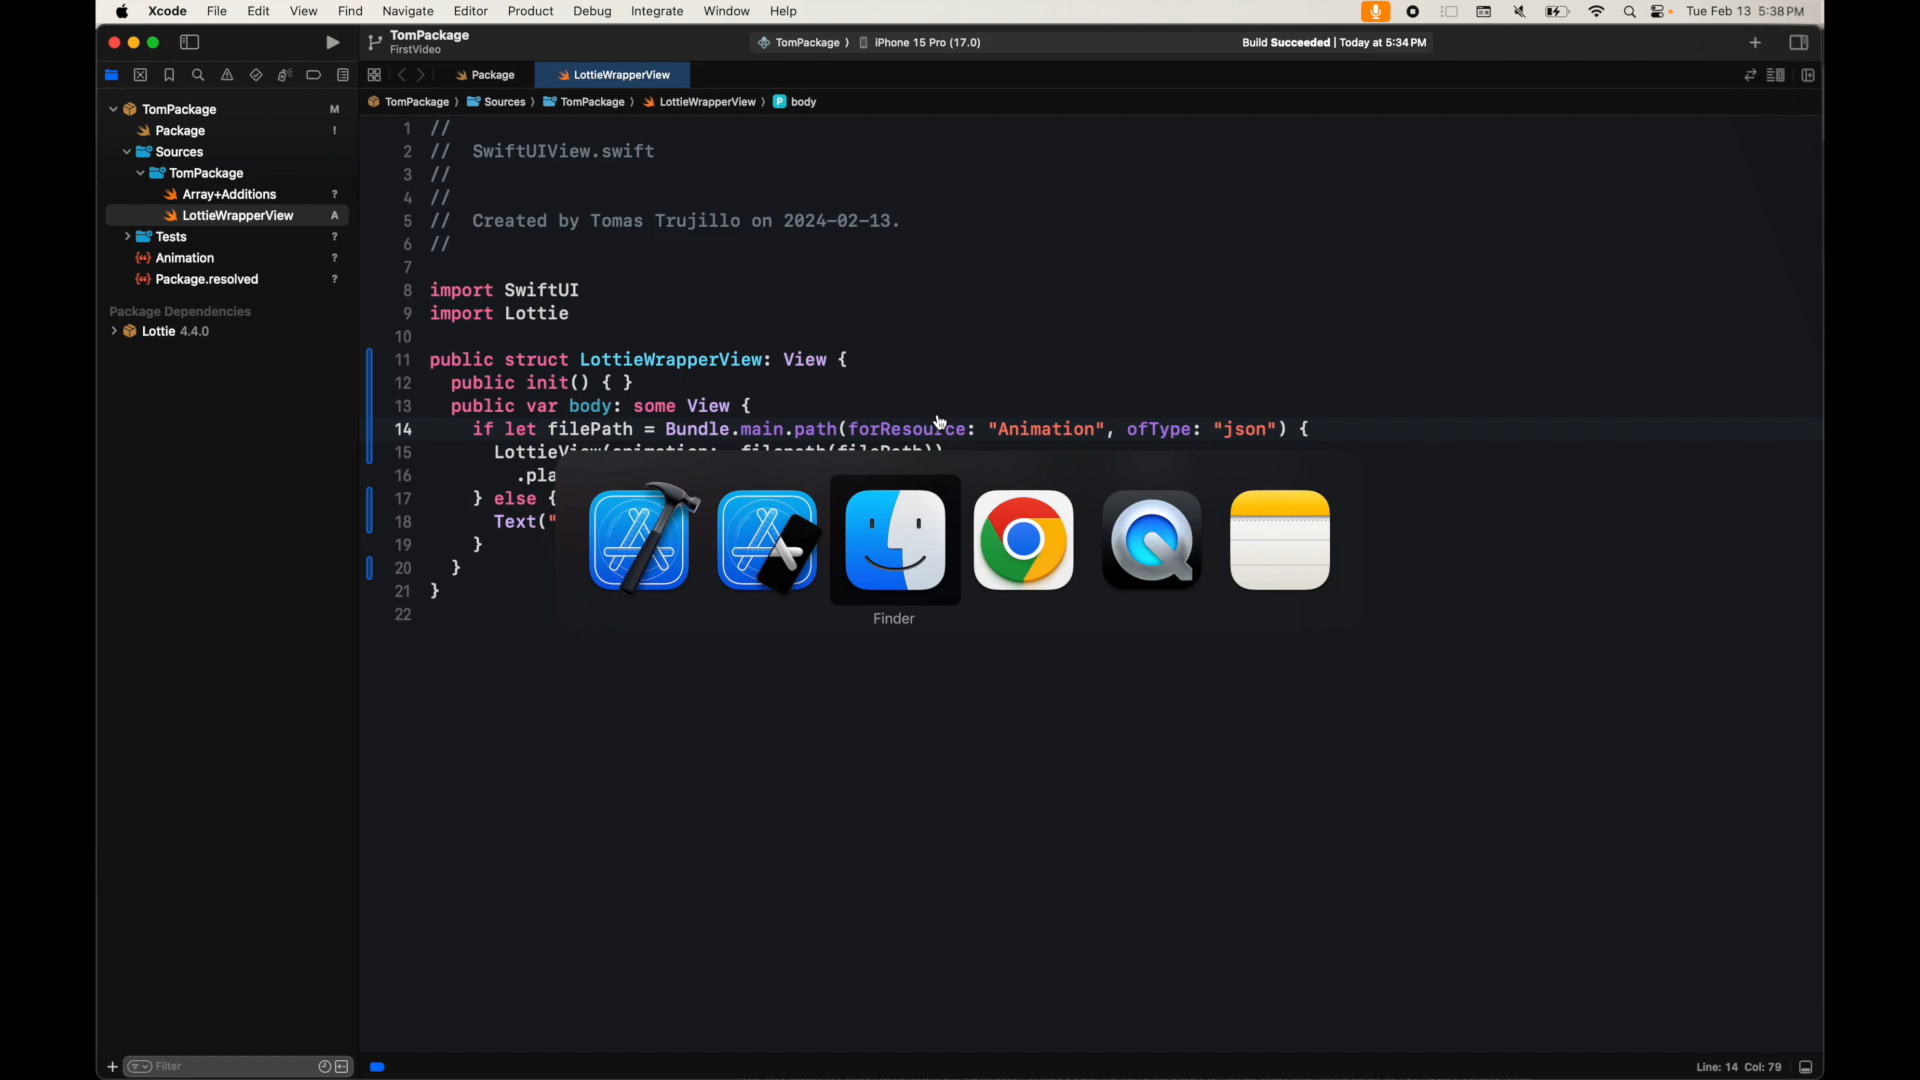 Xcode File Edit View Find Navigate Editor Product Debug Integrate Window Help Tue Feb 13 5:38 PM
TomPackage
FirstVideo
TomPackage ⟩ iPhone 15 Pro (17.0)
Build Succeeded | Today at 5:34 PM
Package
LottieWrapperView
TomPackage ⟩ Sources ⟩ TomPackage ⟩ LottieWrapperView ⟩ P body
TomPackage M
Package !
Sources
TomPackage
Array+Additions ?
LottieWrapperView A
Tests ?
Animation ?
Package.resolved ?
Package Dependencies
Lottie 4.4.0
1 //
2 // SwiftUIView.swift
3 //
4 //
5 // Created by Tomas Trujillo on 2024-02-13.
6 //
7
8 import SwiftUI
9 import Lottie
10
11 public struct LottieWrapperView: View {
12 public init() { }
13 public var body: some View {
14 if let filePath = Bundle.main.path(forResource: "Animation", ofType: "json") {
15 LottieView(animation: .filepath(filePath))
16 .pla
17 } else {
18 Text("
19 }
20 }
21 }
22
Finder
Filter
Line: 14 Col: 79